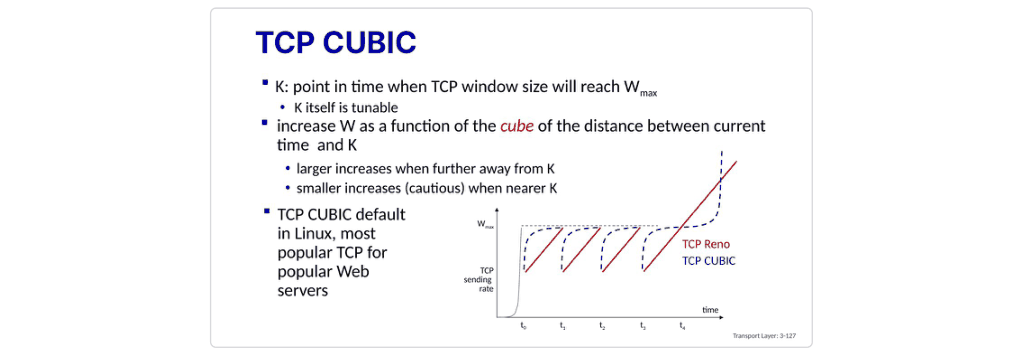 TCP CUBIC
K: point in time when TCP window size will reach Wmax
K itself is tunable
increase W as a function of the cube of the distance between current
time and K
larger increases when further away from K
smaller increases (cautious) when nearer K
TCP CUBIC default
in Linux, most
popular TCP for
popular Web
servers
Wmax
TCP
sending
rate
TCP Reno
TCP CUBIC
time
t0 t1 t2 t3 t4
Transport Layer: 3-127